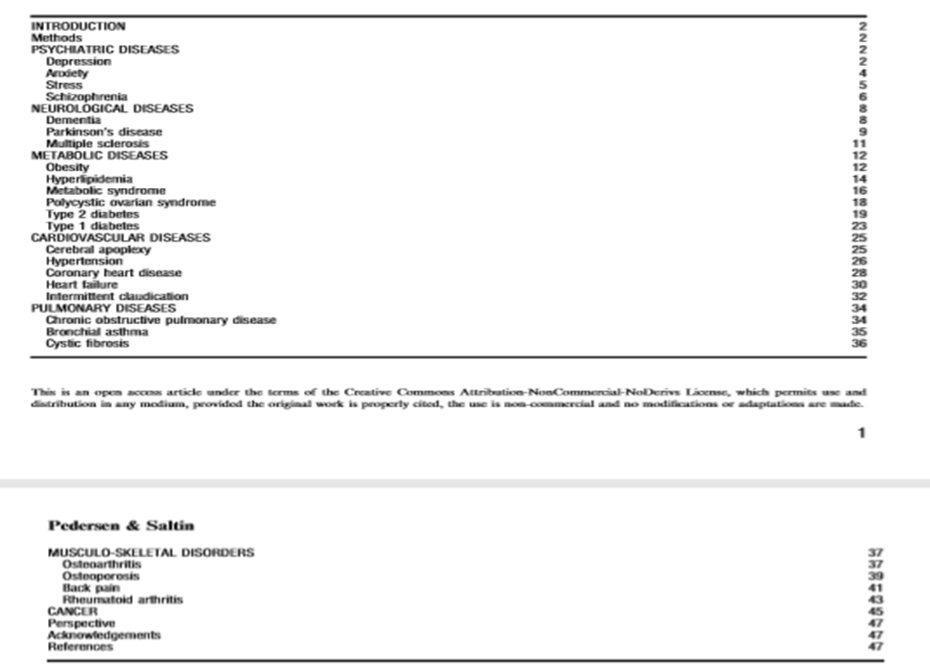 INTRODUCTION 2
Methods 2
PSYCHIATRIC DISEASES 2
Depression 2
Anxiety 4
Stress 5
Schizophrenia 6
NEUROLOGICAL DISEASES 8
Dementia 8
Parkinson's disease 9
Multiple sclerosis 11
METABOLIC DISEASES 12
Obesity 12
Hyperlipidemia 14
Metabolic syndrome 16
Polycystic ovarian syndrome 18
Type 2 diabetes 19
Type 1 diabetes 23
CARDIOVASCULAR DISEASES 25
Cerebral apoplexy 25
Hypertension 26
Coronary heart disease 28
Heart failure 30
Intermittent claudication 32
PULMONARY DISEASES 34
Chronic obstructive pulmonary disease 34
Bronchial asthma 35
Cystic fibrosis 36
This is an open access article under the terms of the Creative Commons Attribution-NonCommercial-NoDerivs License, which permits use and
distribution in any medium, provided the original work is properly cited, the use is non-commercial and no modifications or adaptations are made.
1
Pedersen & Saltin
MUSCULO-SKELETAL DISORDERS 37
Osteoarthritis 37
Osteoporosis 39
Back pain 41
Rheumatoid arthritis 43
CANCER 45
Perspective 47
Acknowledgements 47
References 47